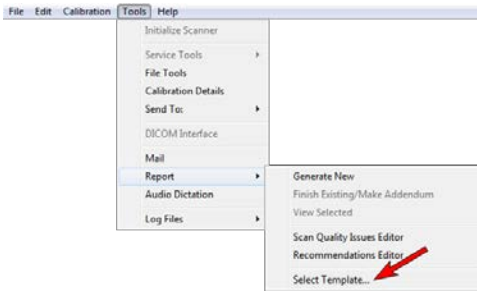 File Edit Calibration Tools Help
Initialize Scanner
Service Tools
File Tools
Calibration Details
Send To:
DICOM Interface
Mail
Report
Audio Dictation
Log Files
Generate New
Finish Existing/Make Addendum
View Selected
Scan Quality Issues Editor
Recommendations Editor
Select Template...